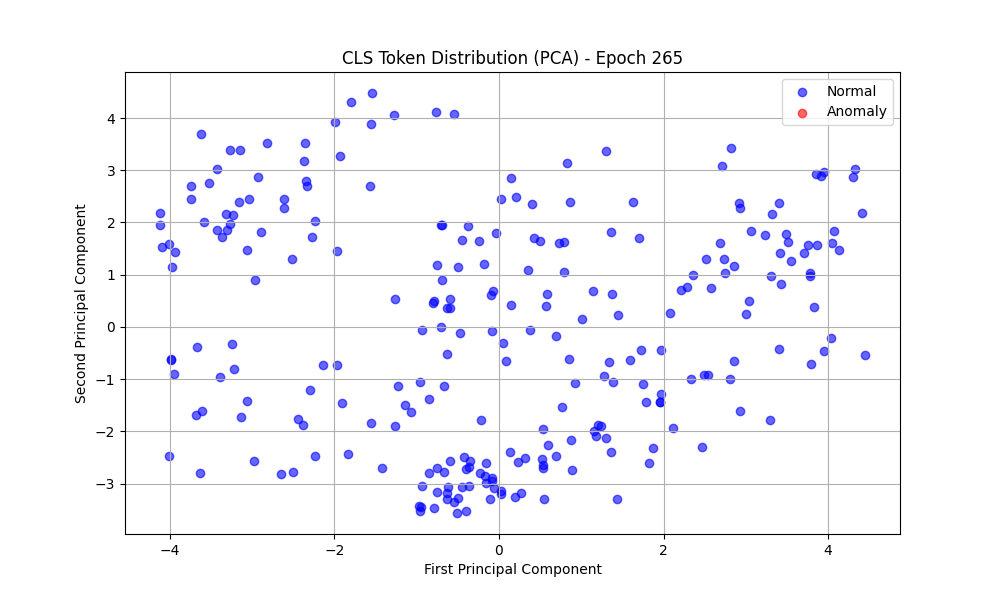 CLS Token Distribution (PCA) - Epoch 265
Normal
Anomaly
Second Principal Component
4
3
2
1
0
−1
−2
−3
−4
−2
0
2
4
First Principal Component